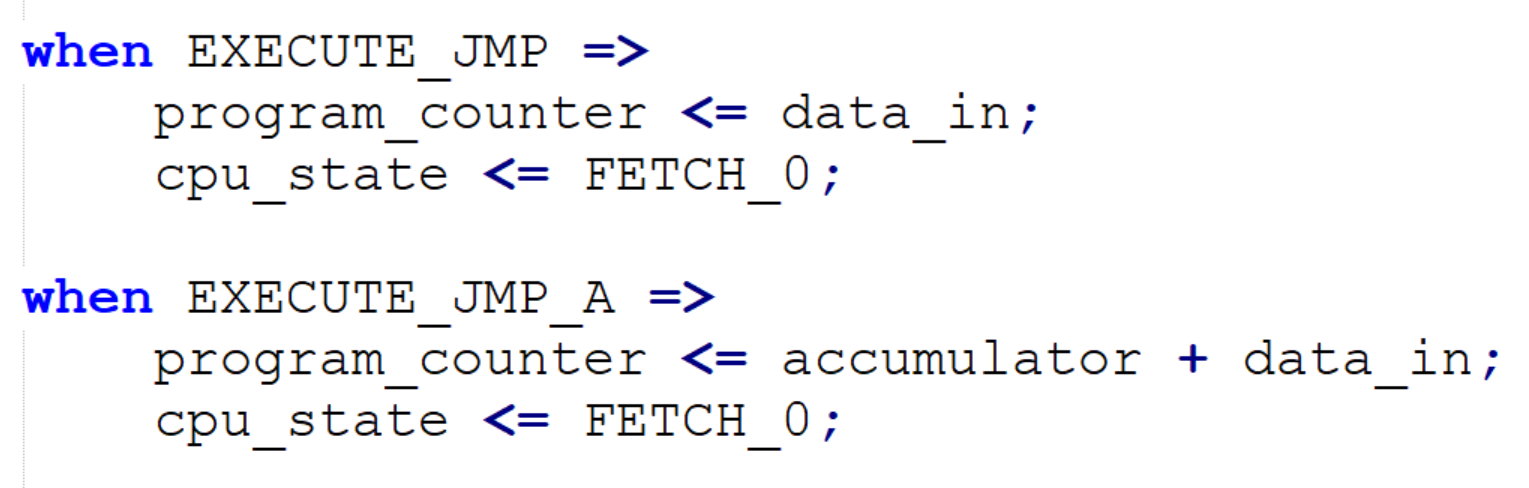 when EXECUTE_JMP =>
program_counter <= data_in;
cpu_state <= FETCH_0;
when EXECUTE_JMP_A =>
program_counter <= accumulator + data_in;
cpu_state <= FETCH_0;